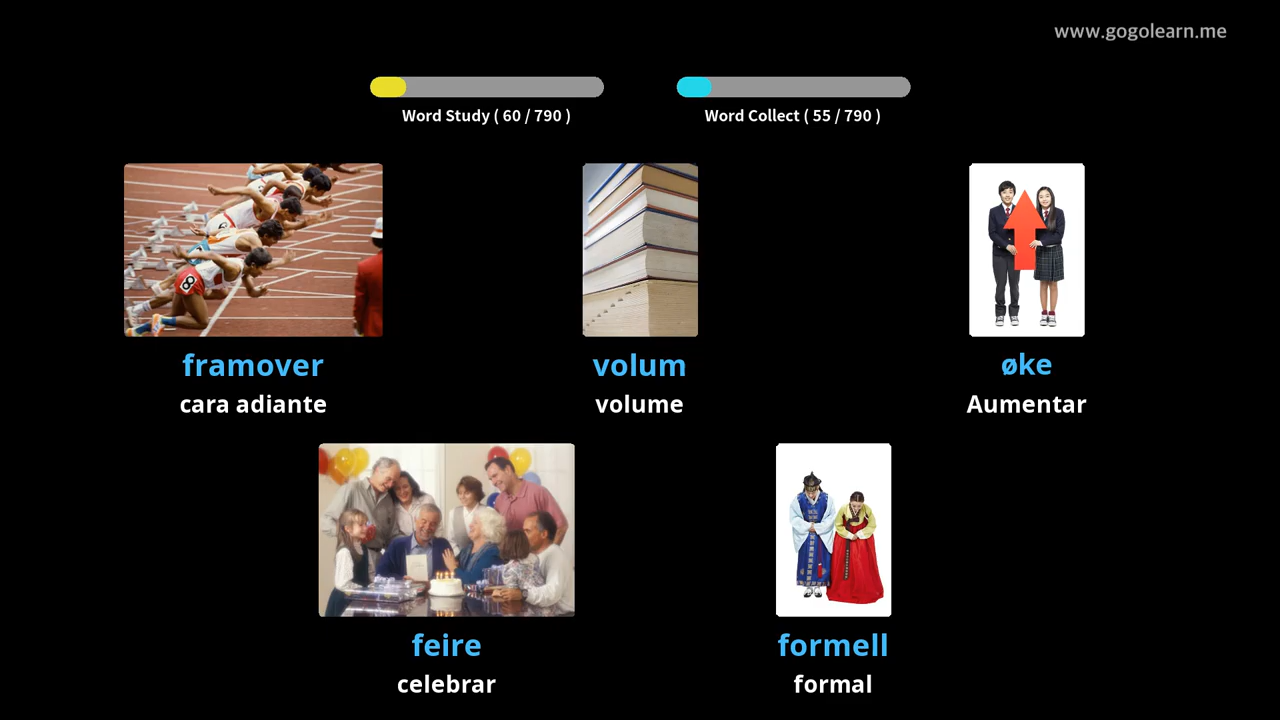 www.gogolearn.me
Word Study ( 60 / 790 )
Word Collect ( 55 / 790 )
framover
cara adiante
volum
volume
øke
Aumentar
feire
celebrar
formell
formal